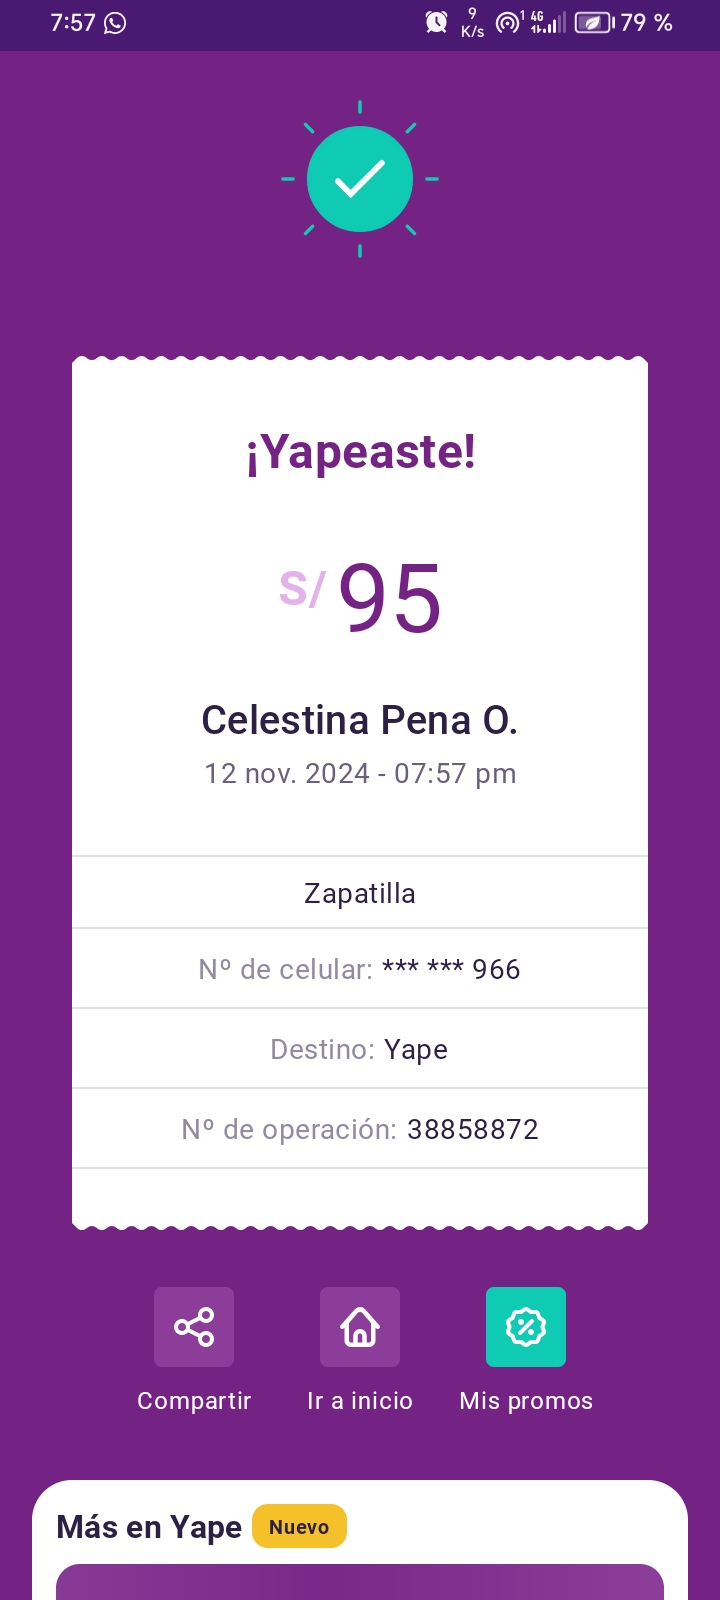 7:57 9 K/s 1 4G 79 %
¡Yapeaste!
S/ 95
Celestina Pena O.
12 nov. 2024 - 07:57 pm
Zapatilla
Nº de celular: *** *** 966
Destino: Yape
Nº de operación: 38858872
Compartir Ir a inicio Mis promos
Más en Yape Nuevo